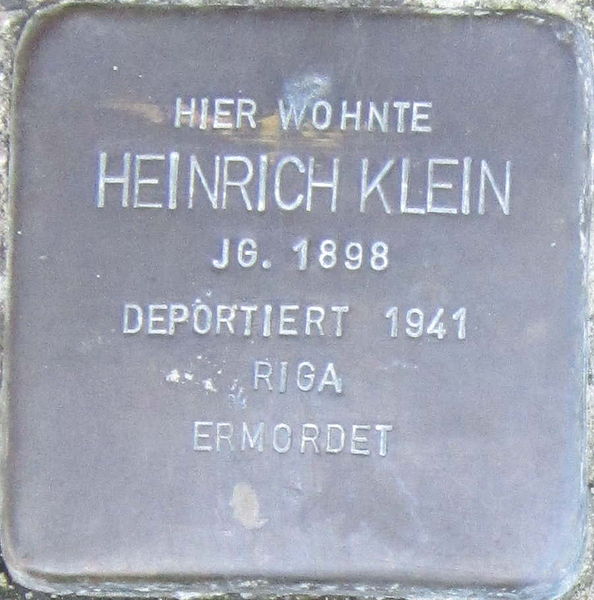 HIER WOHNTE
HEINRICH KLEIN
JG. 1898
DEPORTIERT 1941
RIGA
ERMORDET